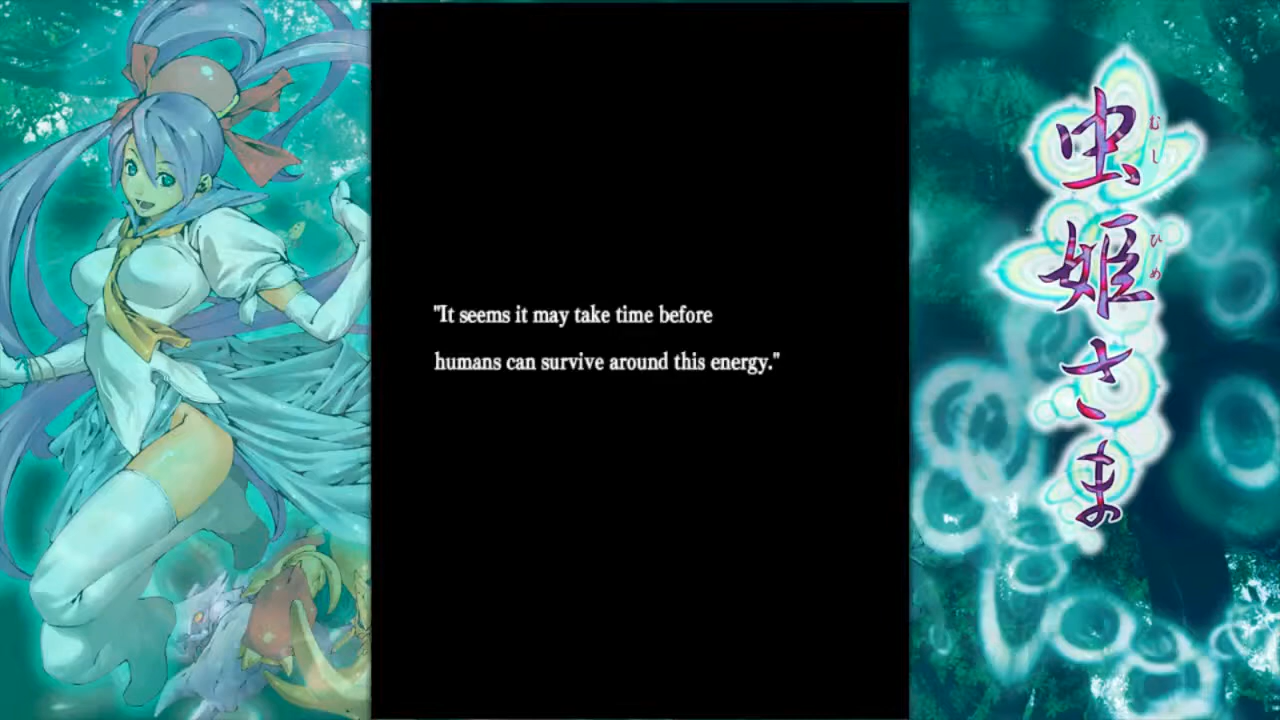 "It seems it may take time before
humans can survive around this energy."
虫姫さま
むし
ひめ